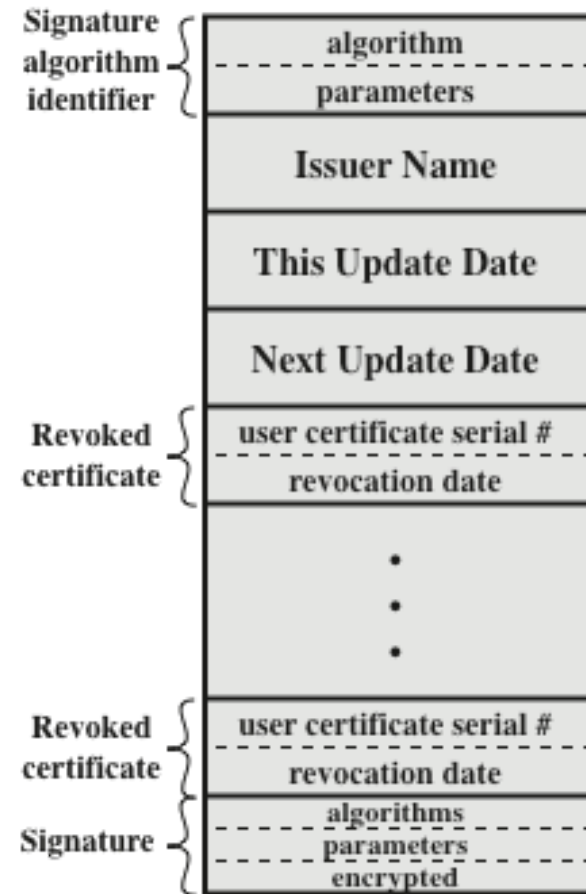 Signature
algorithm
identifier
algorithm
parameters
Issuer Name
This Update Date
Next Update Date
Revoked
certificate
user certificate serial #
revocation date
Revoked
certificate
user certificate serial #
revocation date
Signature
algorithms
parameters
encrypted